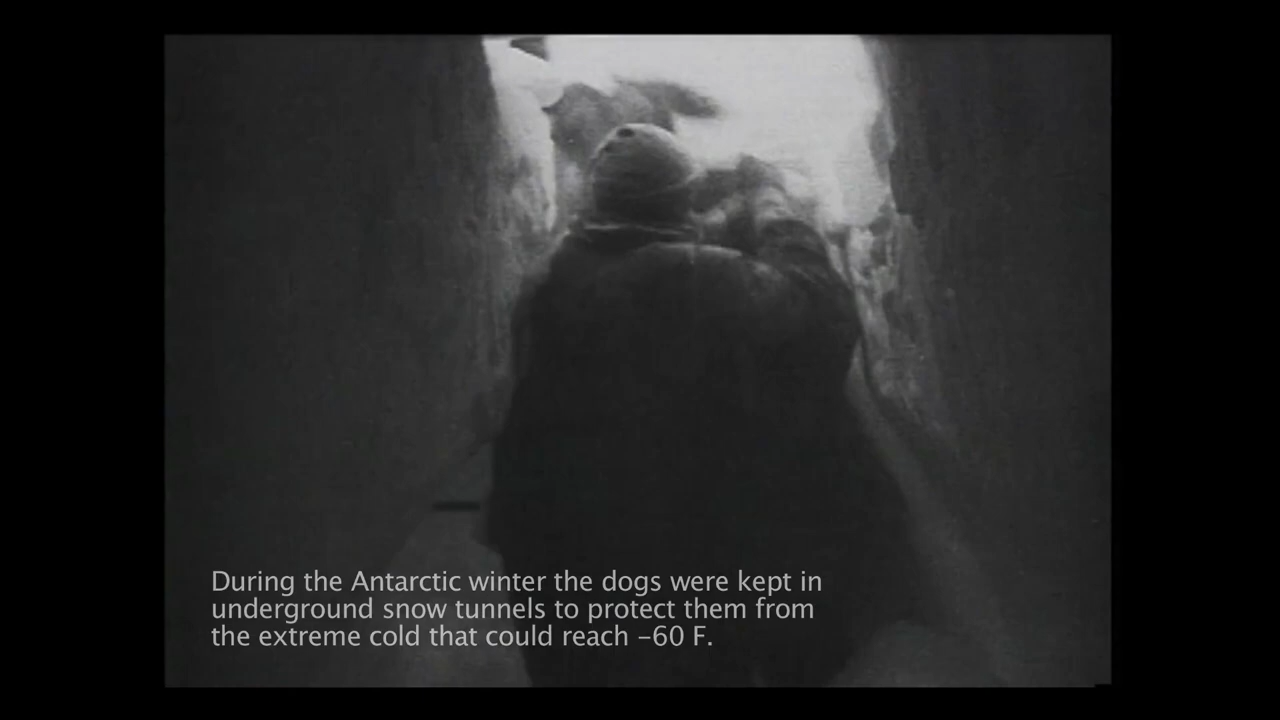 During the Antarctic winter the dogs were kept in
underground snow tunnels to protect them from
the extreme cold that could reach –60 F.